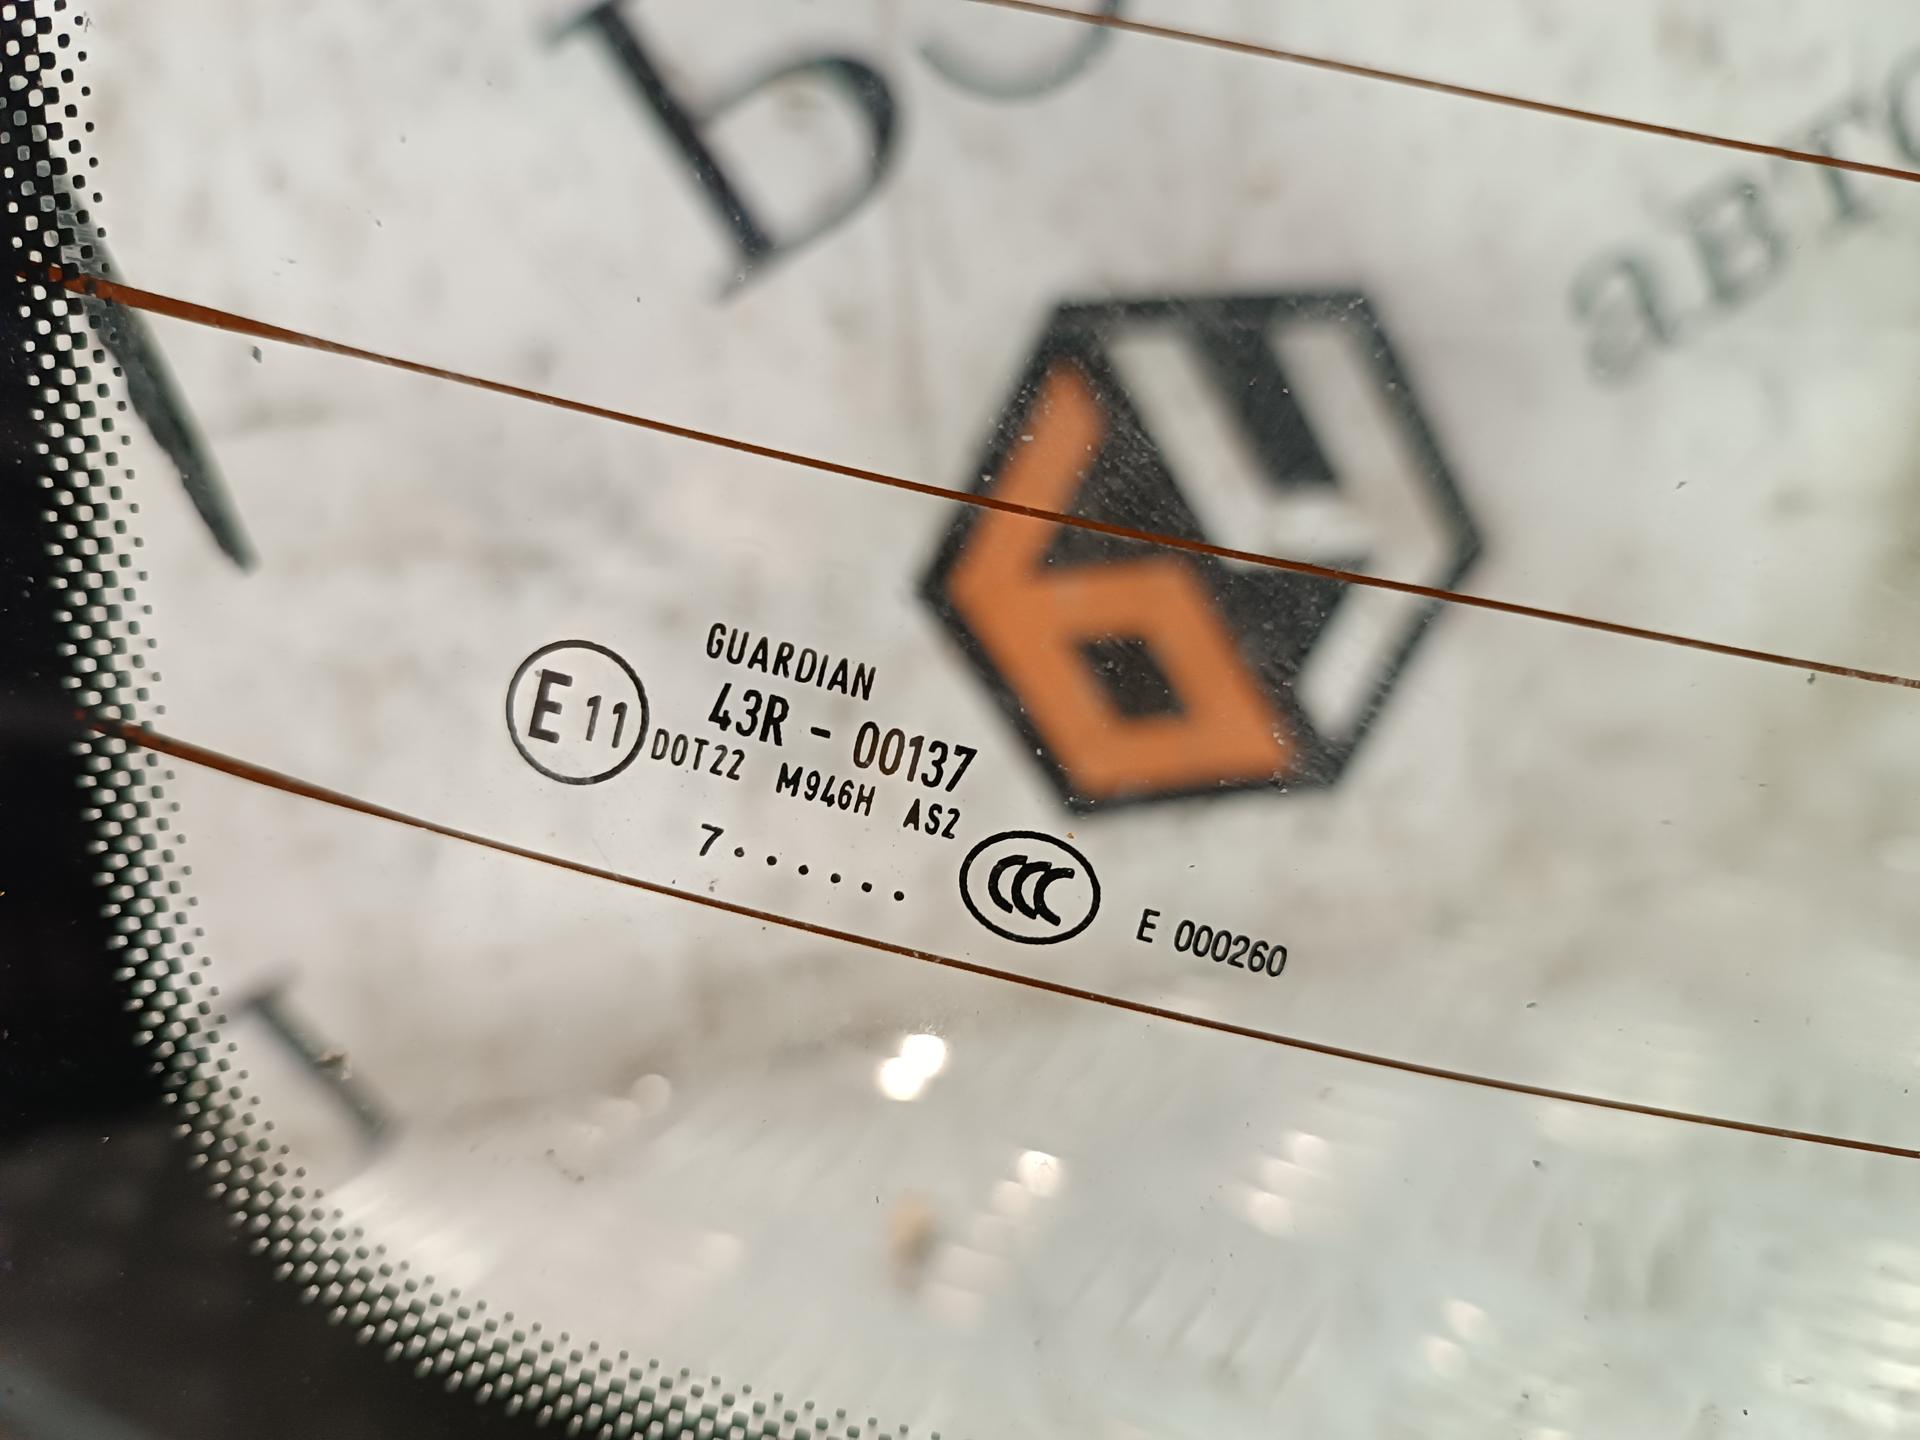 GUARDIAN
E 11
43R - 00137
DOT22 M946H AS2
7......
CCC
E 000260